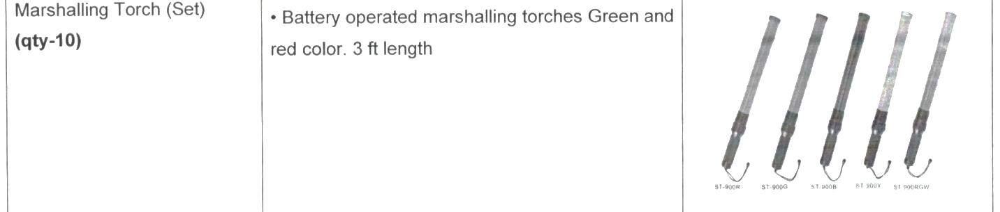 Marshalling Torch (Set)
(qty-10)
• Battery operated marshalling torches Green and
red color. 3 ft length
ST-900R ST-900G ST-900B ST-900Y ST-900RGW